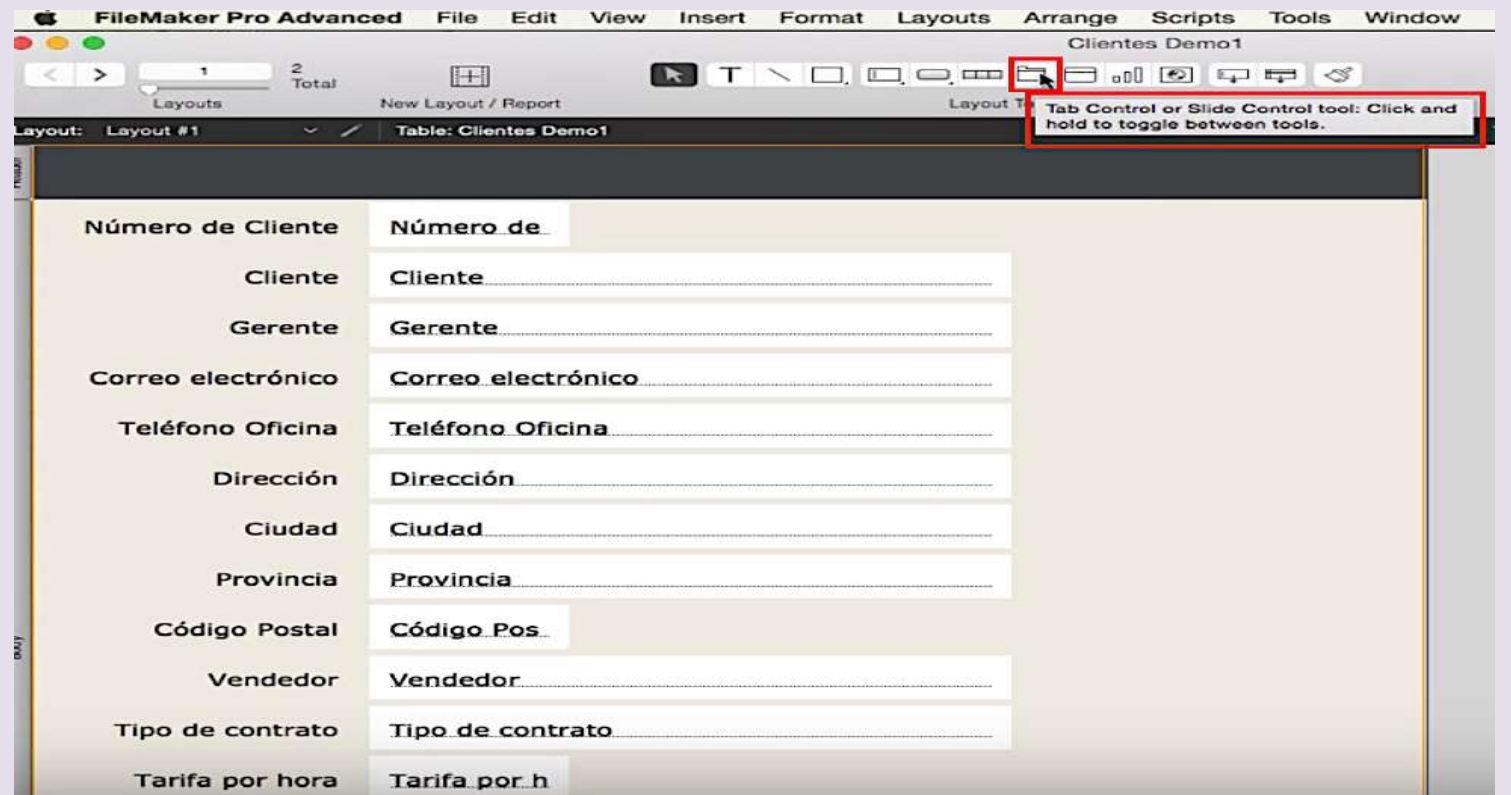 FileMaker Pro Advanced File Edit View Insert Format Layouts Arrange Scripts Tools Window
Clientes Demo1
1 2 Total
Layouts New Layout / Report Layout T
Tab Control or Slide Control tool: Click and
hold to toggle between tools.
Layout: Layout #1 Table: Clientes Demo1
Header
Número de Cliente Número de
Cliente Cliente
Gerente Gerente
Correo electrónico Correo electrónico
Teléfono Oficina Teléfono Oficina
Dirección Dirección
Ciudad Ciudad
Provincia Provincia
Código Postal Código Pos
Body
Vendedor Vendedor
Tipo de contrato Tipo de contrato
Tarifa por hora Tarifa por h